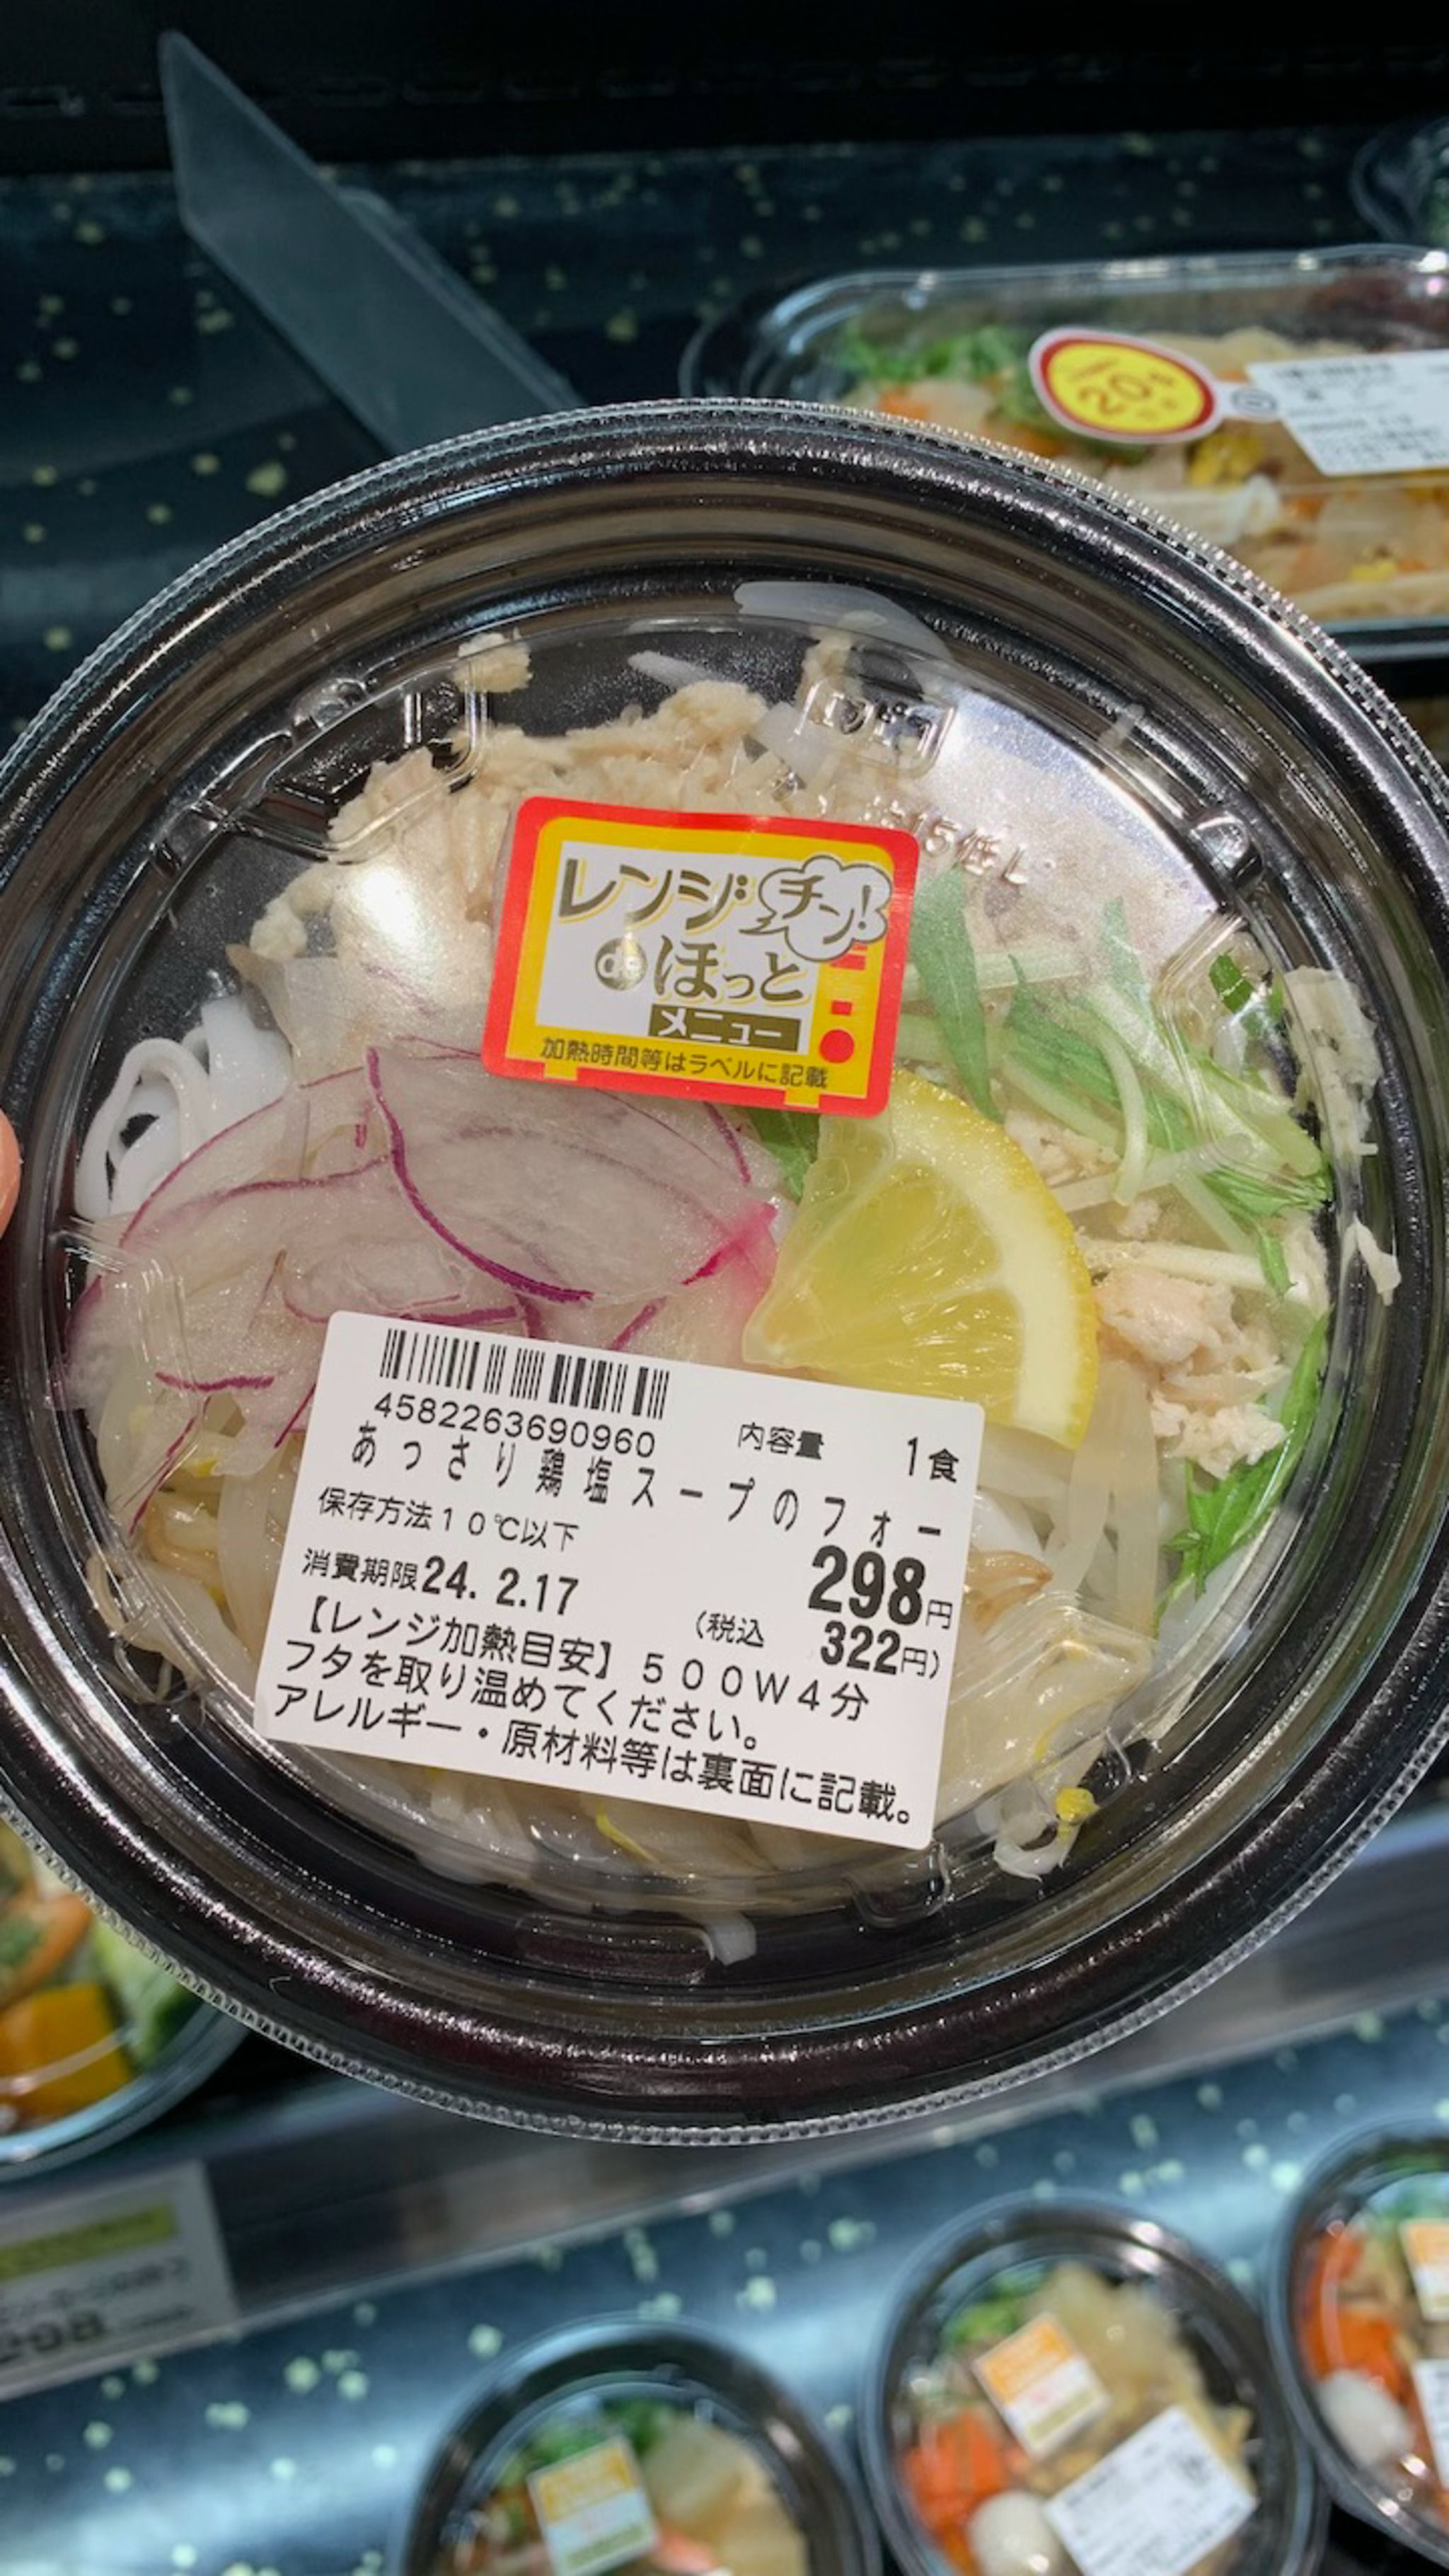 20
レンジチン!
deほっと
メニュー
加熱時間等はラベルに記載
4582263690960
内容量 1食
あっさり鶏塩スープのフォー
保存方法10℃以下
298円
消費期限24. 2.17
(税込 322円)
【レンジ加熱目安】500W4分
フタを取り温めてください。
アレルギー・原材料等は裏面に記載。